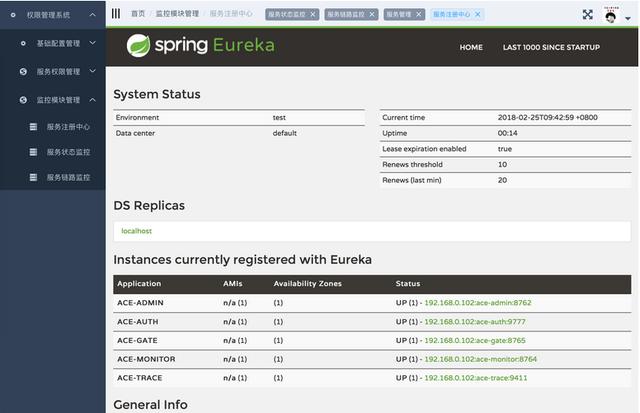 权限管理系统
首页 / 监控模块管理 / 服务注册中心
服务状态监控 ×
服务链路监控 ×
服务管理 ×
服务注册中心 ×
基础配置管理
服务权限管理
监控模块管理
服务注册中心
服务状态监控
服务链路监控
spring Eureka
HOME
LAST 1000 SINCE STARTUP
System Status
Environment test
Data center default
Current time 2018-02-25T09:42:59 +0800
Uptime 00:14
Lease expiration enabled true
Renews threshold 10
Renews (last min) 20
DS Replicas
localhost
Instances currently registered with Eureka
Application AMIs Availability Zones Status
ACE-ADMIN n/a (1) (1) UP (1) - 192.168.0.102:ace-admin:8762
ACE-AUTH n/a (1) (1) UP (1) - 192.168.0.102:ace-auth:9777
ACE-GATE n/a (1) (1) UP (1) - 192.168.0.102:ace-gate:8765
ACE-MONITOR n/a (1) (1) UP (1) - 192.168.0.102:ace-monitor:8764
ACE-TRACE n/a (1) (1) UP (1) - 192.168.0.102:ace-trace:9411
General Info